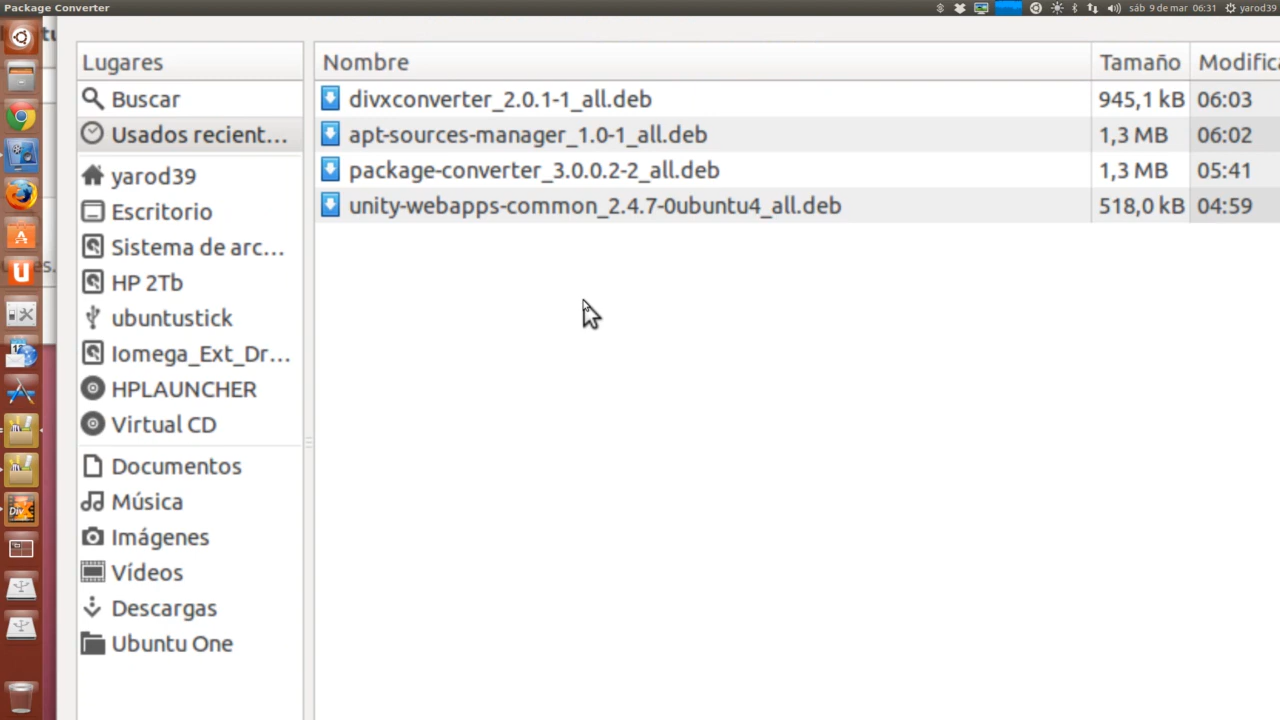 Package Converter
sáb 9 de mar 06:31 yarod39
Lugares Nombre Tamaño Modifica
Buscar divxconverter_2.0.1-1_all.deb 945,1 kB 06:03
Usados recient... apt-sources-manager_1.0-1_all.deb 1,3 MB 06:02
yarod39 package-converter_3.0.0.2-2_all.deb 1,3 MB 05:41
Escritorio unity-webapps-common_2.4.7-0ubuntu4_all.deb 518,0 kB 04:59
Sistema de arc...
HP 2Tb
ubuntustick
Iomega_Ext_Dr...
HPLAUNCHER
Virtual CD
Documentos
Música
Imágenes
Vídeos
Descargas
Ubuntu One